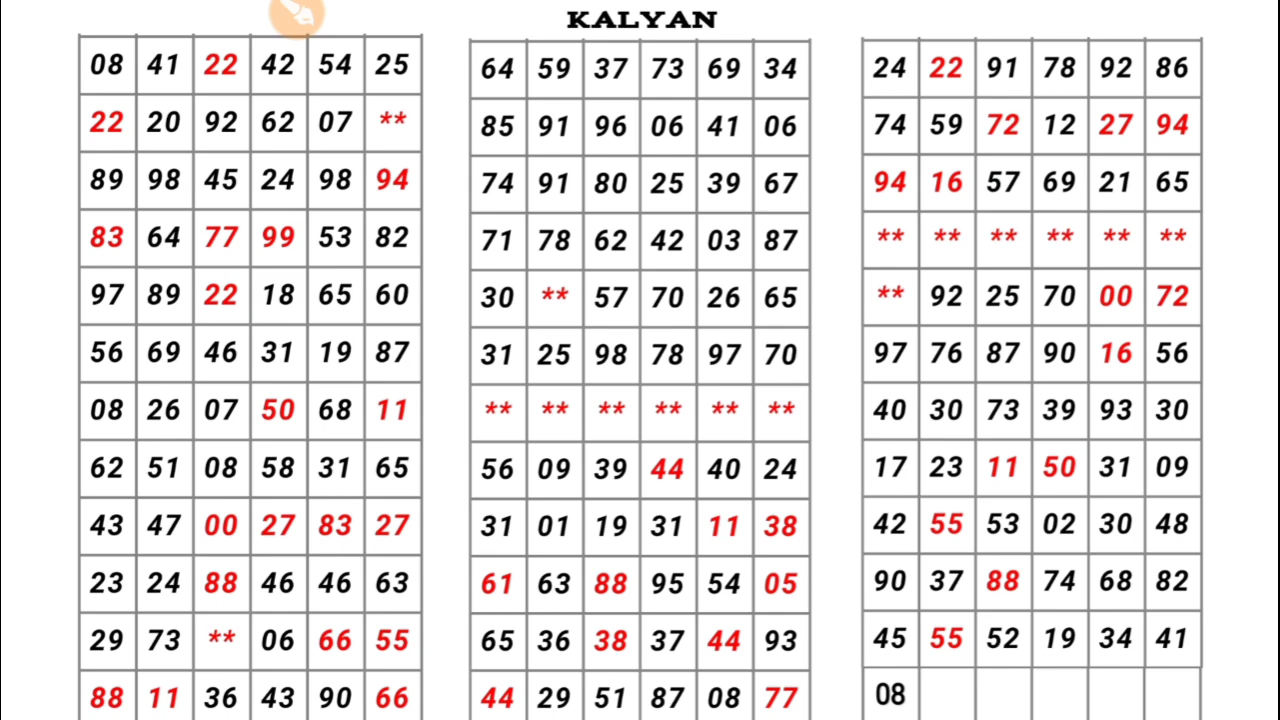 KALYAN
08 41 22 42 54 25
22 20 92 62 07 **
89 98 45 24 98 94
83 64 77 99 53 82
97 89 22 18 65 60
56 69 46 31 19 87
08 26 07 50 68 11
62 51 08 58 31 65
43 47 00 27 83 27
23 24 88 46 46 63
29 73 ** 06 66 55
88 11 36 43 90 66
64 59 37 73 69 34
85 91 96 06 41 06
74 91 80 25 39 67
71 78 62 42 03 87
30 ** 57 70 26 65
31 25 98 78 97 70
** ** ** ** ** **
56 09 39 44 40 24
31 01 19 31 11 38
61 63 88 95 54 05
65 36 38 37 44 93
44 29 51 87 08 77
24 22 91 78 92 86
74 59 72 12 27 94
94 16 57 69 21 65
** ** ** ** ** **
** 92 25 70 00 72
97 76 87 90 16 56
40 30 73 39 93 30
17 23 11 50 31 09
42 55 53 02 30 48
90 37 88 74 68 82
45 55 52 19 34 41
08